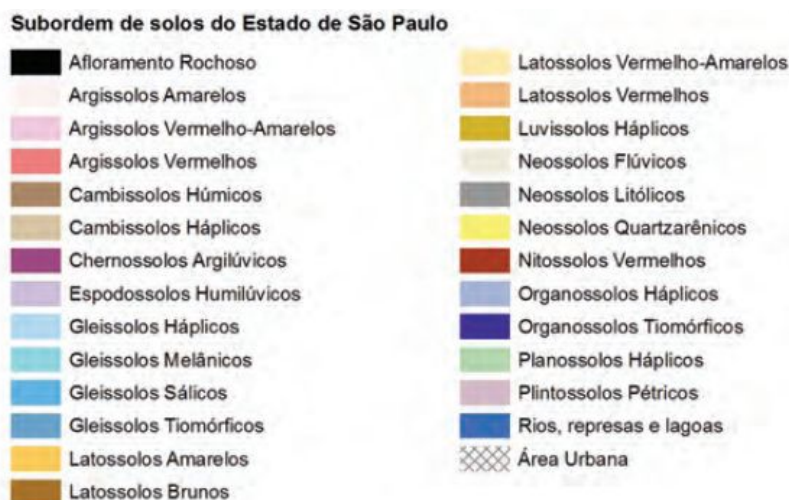 Subordem de solos do Estado de São Paulo
Afloramento Rochoso
Argissolos Amarelos
Argissolos Vermelho-Amarelos
Argissolos Vermelhos
Cambissolos Húmicos
Cambissolos Háplicos
Chernossolos Argilúvicos
Espodossolos Humilúvicos
Gleissolos Háplicos
Gleissolos Melânicos
Gleissolos Sálicos
Gleissolos Tiomórficos
Latossolos Amarelos
Latossolos Brunos
Latossolos Vermelho-Amarelos
Latossolos Vermelhos
Luvissolos Háplicos
Neossolos Flúvicos
Neossolos Litólicos
Neossolos Quartzarênicos
Nitossolos Vermelhos
Organossolos Háplicos
Organossolos Tiomórficos
Planossolos Háplicos
Plintossolos Pétricos
Rios, represas e lagoas
Área Urbana